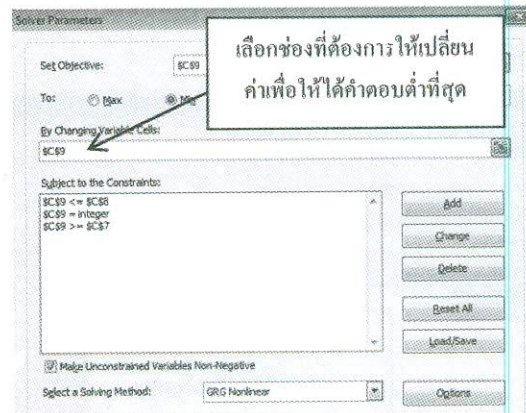 Solver Parameters
เลือกช่องที่ต้องการให้เปลี่ยน
ค่าเพื่อให้ได้คำตอบต่ำที่สุด
Set Objective:
$C$9
To:
Max
Min
By Changing Variable Cells:
$C$9
Subject to the Constraints:
$C$9 <= $C$8
$C$9 = integer
$C$9 >= $C$7
Add
Change
Delete
Reset All
Load/Save
Make Unconstrained Variables Non-Negative
Select a Solving Method:
GRG Nonlinear
Options